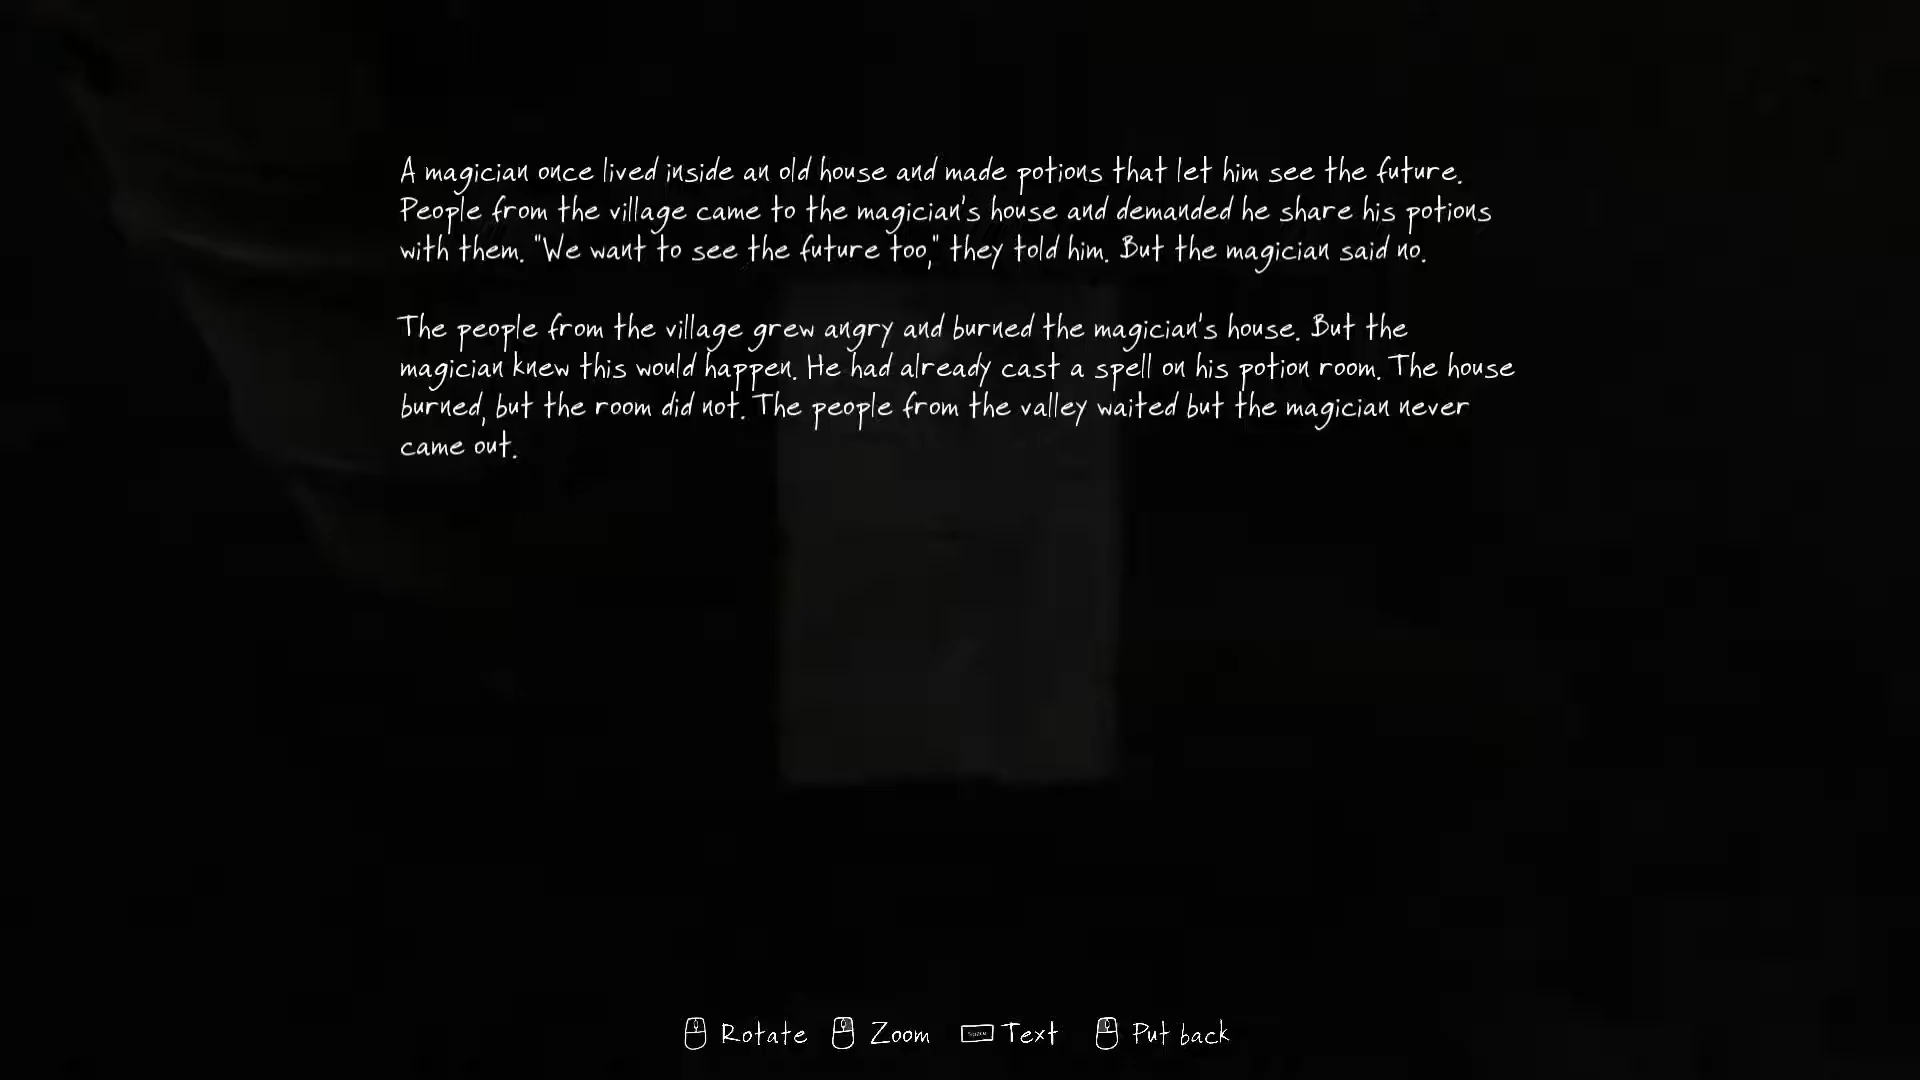 A magician once lived inside an old house and made potions that let him see the future.
People from the village came to the magician's house and demanded he share his potions
with them. "We want to see the future too," they told him. But the magician said no.
The people from the village grew angry and burned the magician's house. But the
magician knew this would happen. He had already cast a spell on his potion room. The house
burned, but the room did not. The people from the valley waited but the magician never
came out.
Rotate Zoom Text Put back